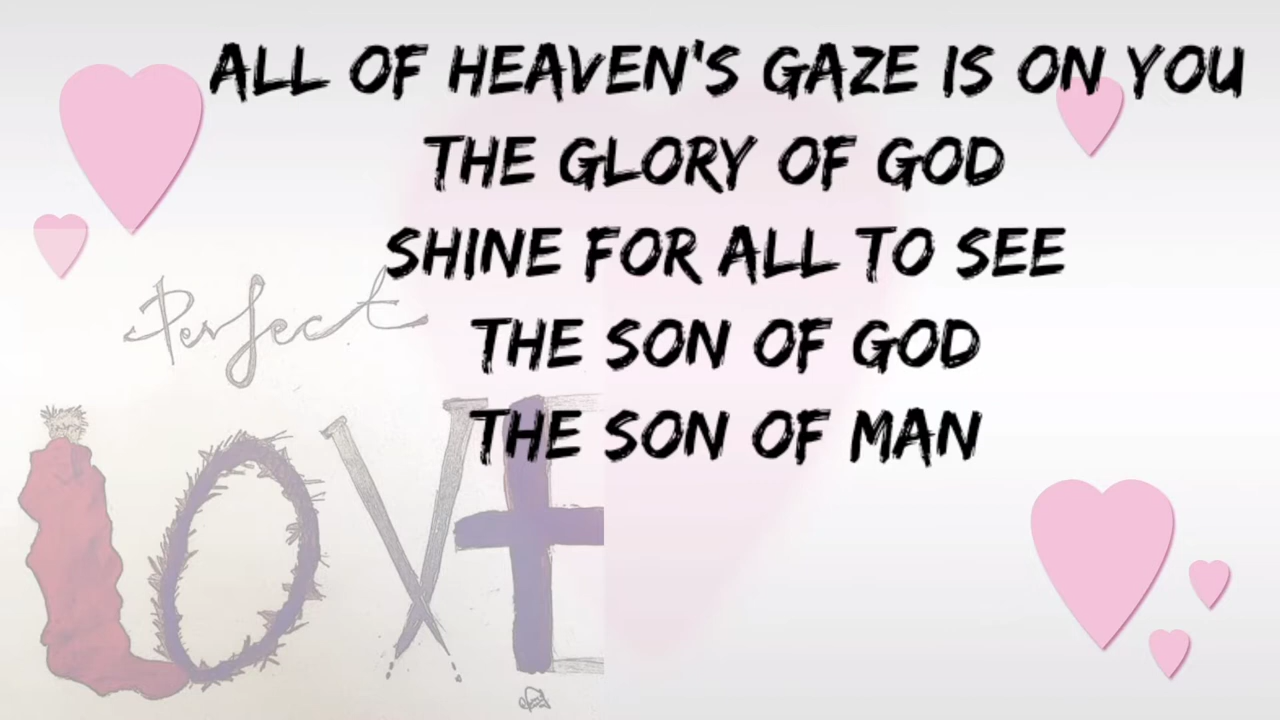 ALL OF HEAVEN'S GAZE IS ON YOU
THE GLORY OF GOD
SHINE FOR ALL TO SEE
THE SON OF GOD
THE SON OF MAN
Perfect
LOVE